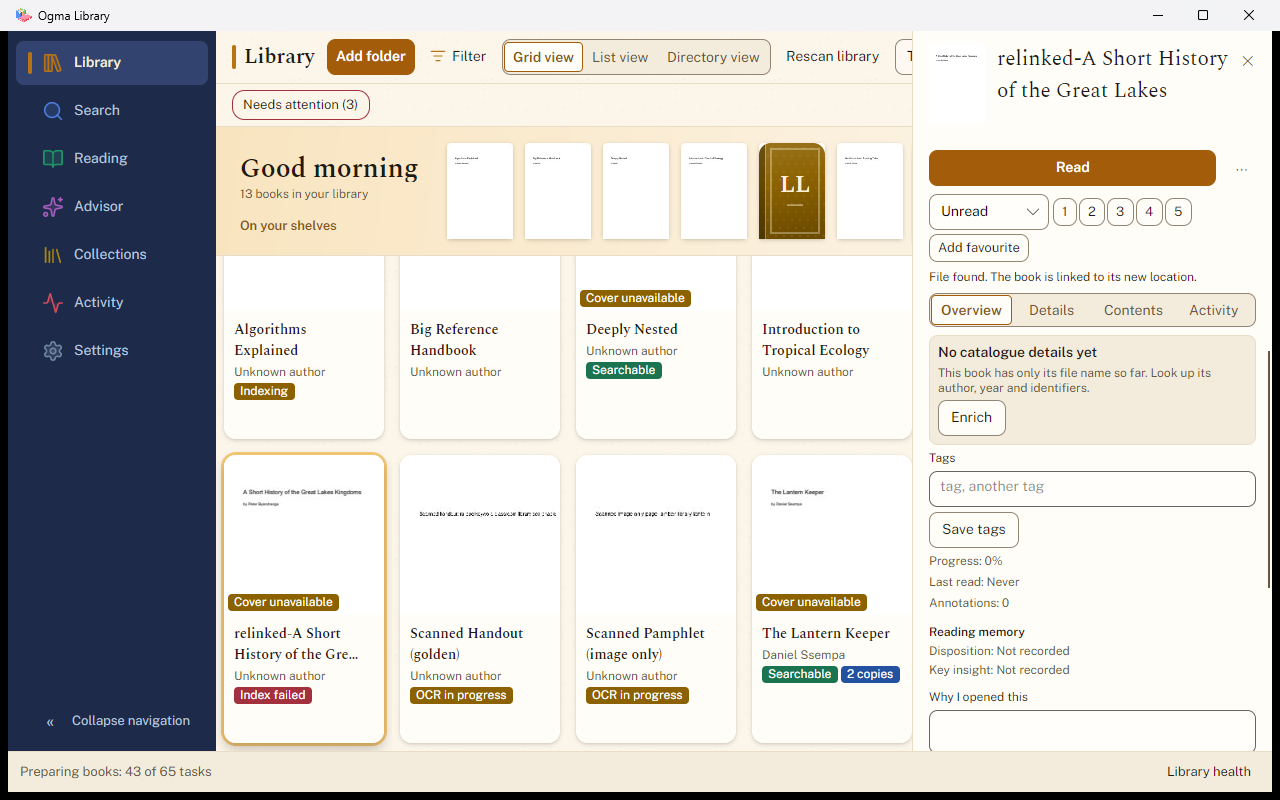 Ogma Library
Library
Search
Reading
Advisor
Collections
Activity
Settings
« Collapse navigation
Library
Add folder
Filter
Grid view
List view
Directory view
Rescan library
Needs attention (3)
Good morning
13 books in your library
On your shelves
LL
Algorithms
Explained
Unknown author
Indexing
Big Reference
Handbook
Unknown author
Cover unavailable
Deeply Nested
Unknown author
Searchable
Introduction to
Tropical Ecology
Unknown author
A Short History of the Great Lakes Kingdoms
Cover unavailable
relinked-A Short
History of the Gre...
Unknown author
Index failed
Scanned Handout
(golden)
Unknown author
OCR in progress
Scanned Pamphlet
(image only)
Unknown author
OCR in progress
The Lantern Keeper
by Daniel Ssempa
Cover unavailable
The Lantern Keeper
Daniel Ssempa
Searchable
2 copies
relinked-A Short History
of the Great Lakes
Read
...
Unread
1 2 3 4 5
Add favourite
File found. The book is linked to its new location.
Overview
Details
Contents
Activity
No catalogue details yet
This book has only its file name so far. Look up its
author, year and identifiers.
Enrich
Tags
tag, another tag
Save tags
Progress: 0%
Last read: Never
Annotations: 0
Reading memory
Disposition: Not recorded
Key insight: Not recorded
Why I opened this
Preparing books: 43 of 65 tasks
Library health